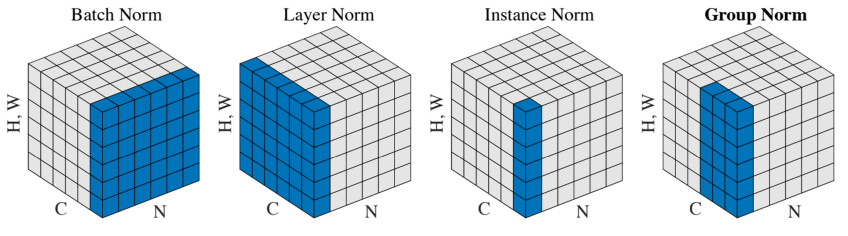 Batch Norm
Layer Norm
Instance Norm
Group Norm
H, W
C
N
H, W
C
N
H, W
C
N
H, W
C
N